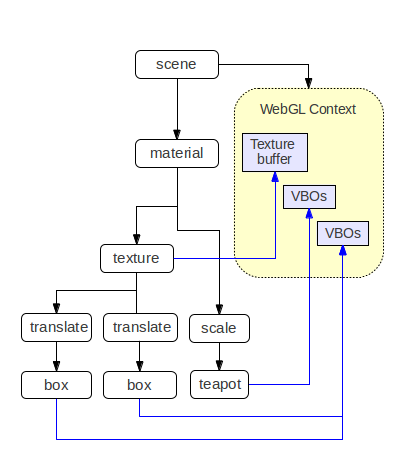 scene
WebGL Context
Texture
buffer
material
VBOs
VBOs
texture
translate
translate
scale
box
box
teapot